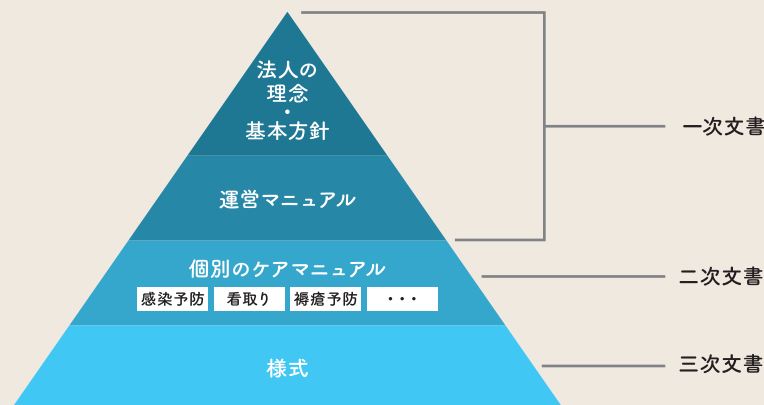 法人の
理念
・
基本方針
一次文書
運営マニュアル
個別のケアマニュアル
二次文書
感染予防 看取り 褥瘡予防 ・・・
様式
三次文書